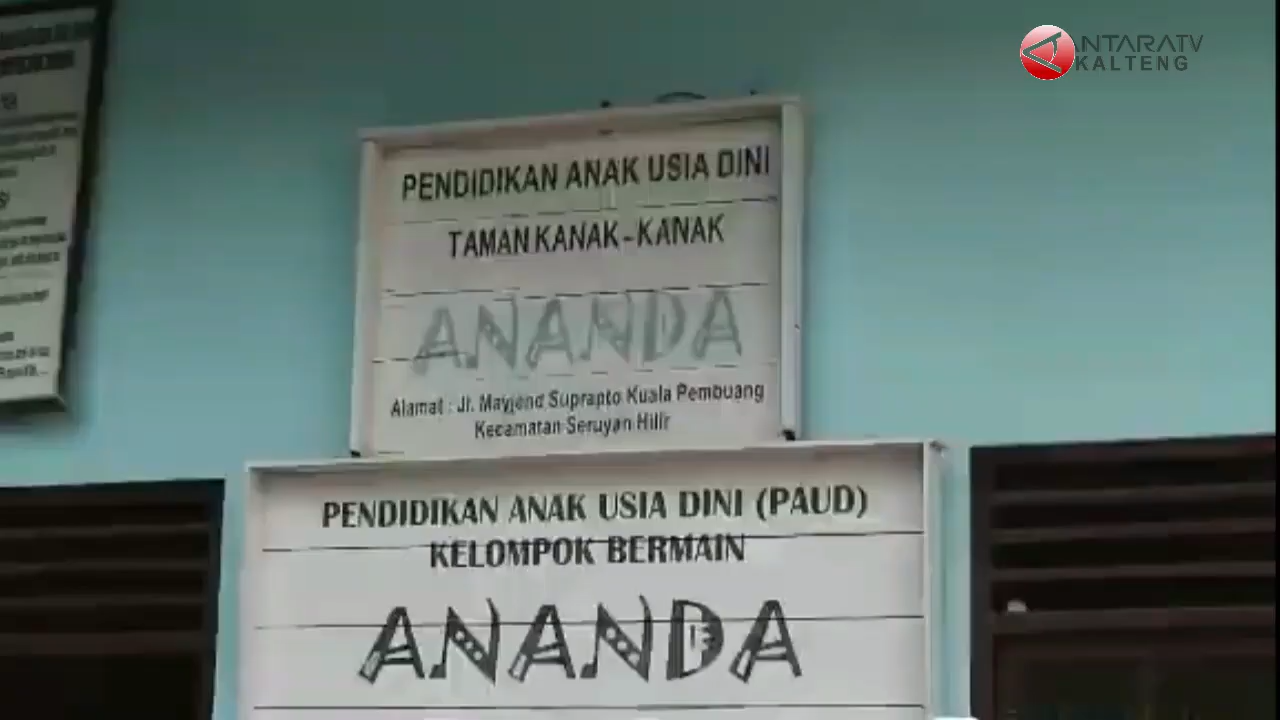 ANTARATV
KALTENG
PENDIDIKAN ANAK USIA DINI
TAMAN KANAK-KANAK
ANANDA
Alamat : Jl. Mayjend Suprapto Kuala Pembuang
Kecamatan Seruyan Hilir
PENDIDIKAN ANAK USIA DINI (PAUD)
KELOMPOK BERMAIN
ANANDA